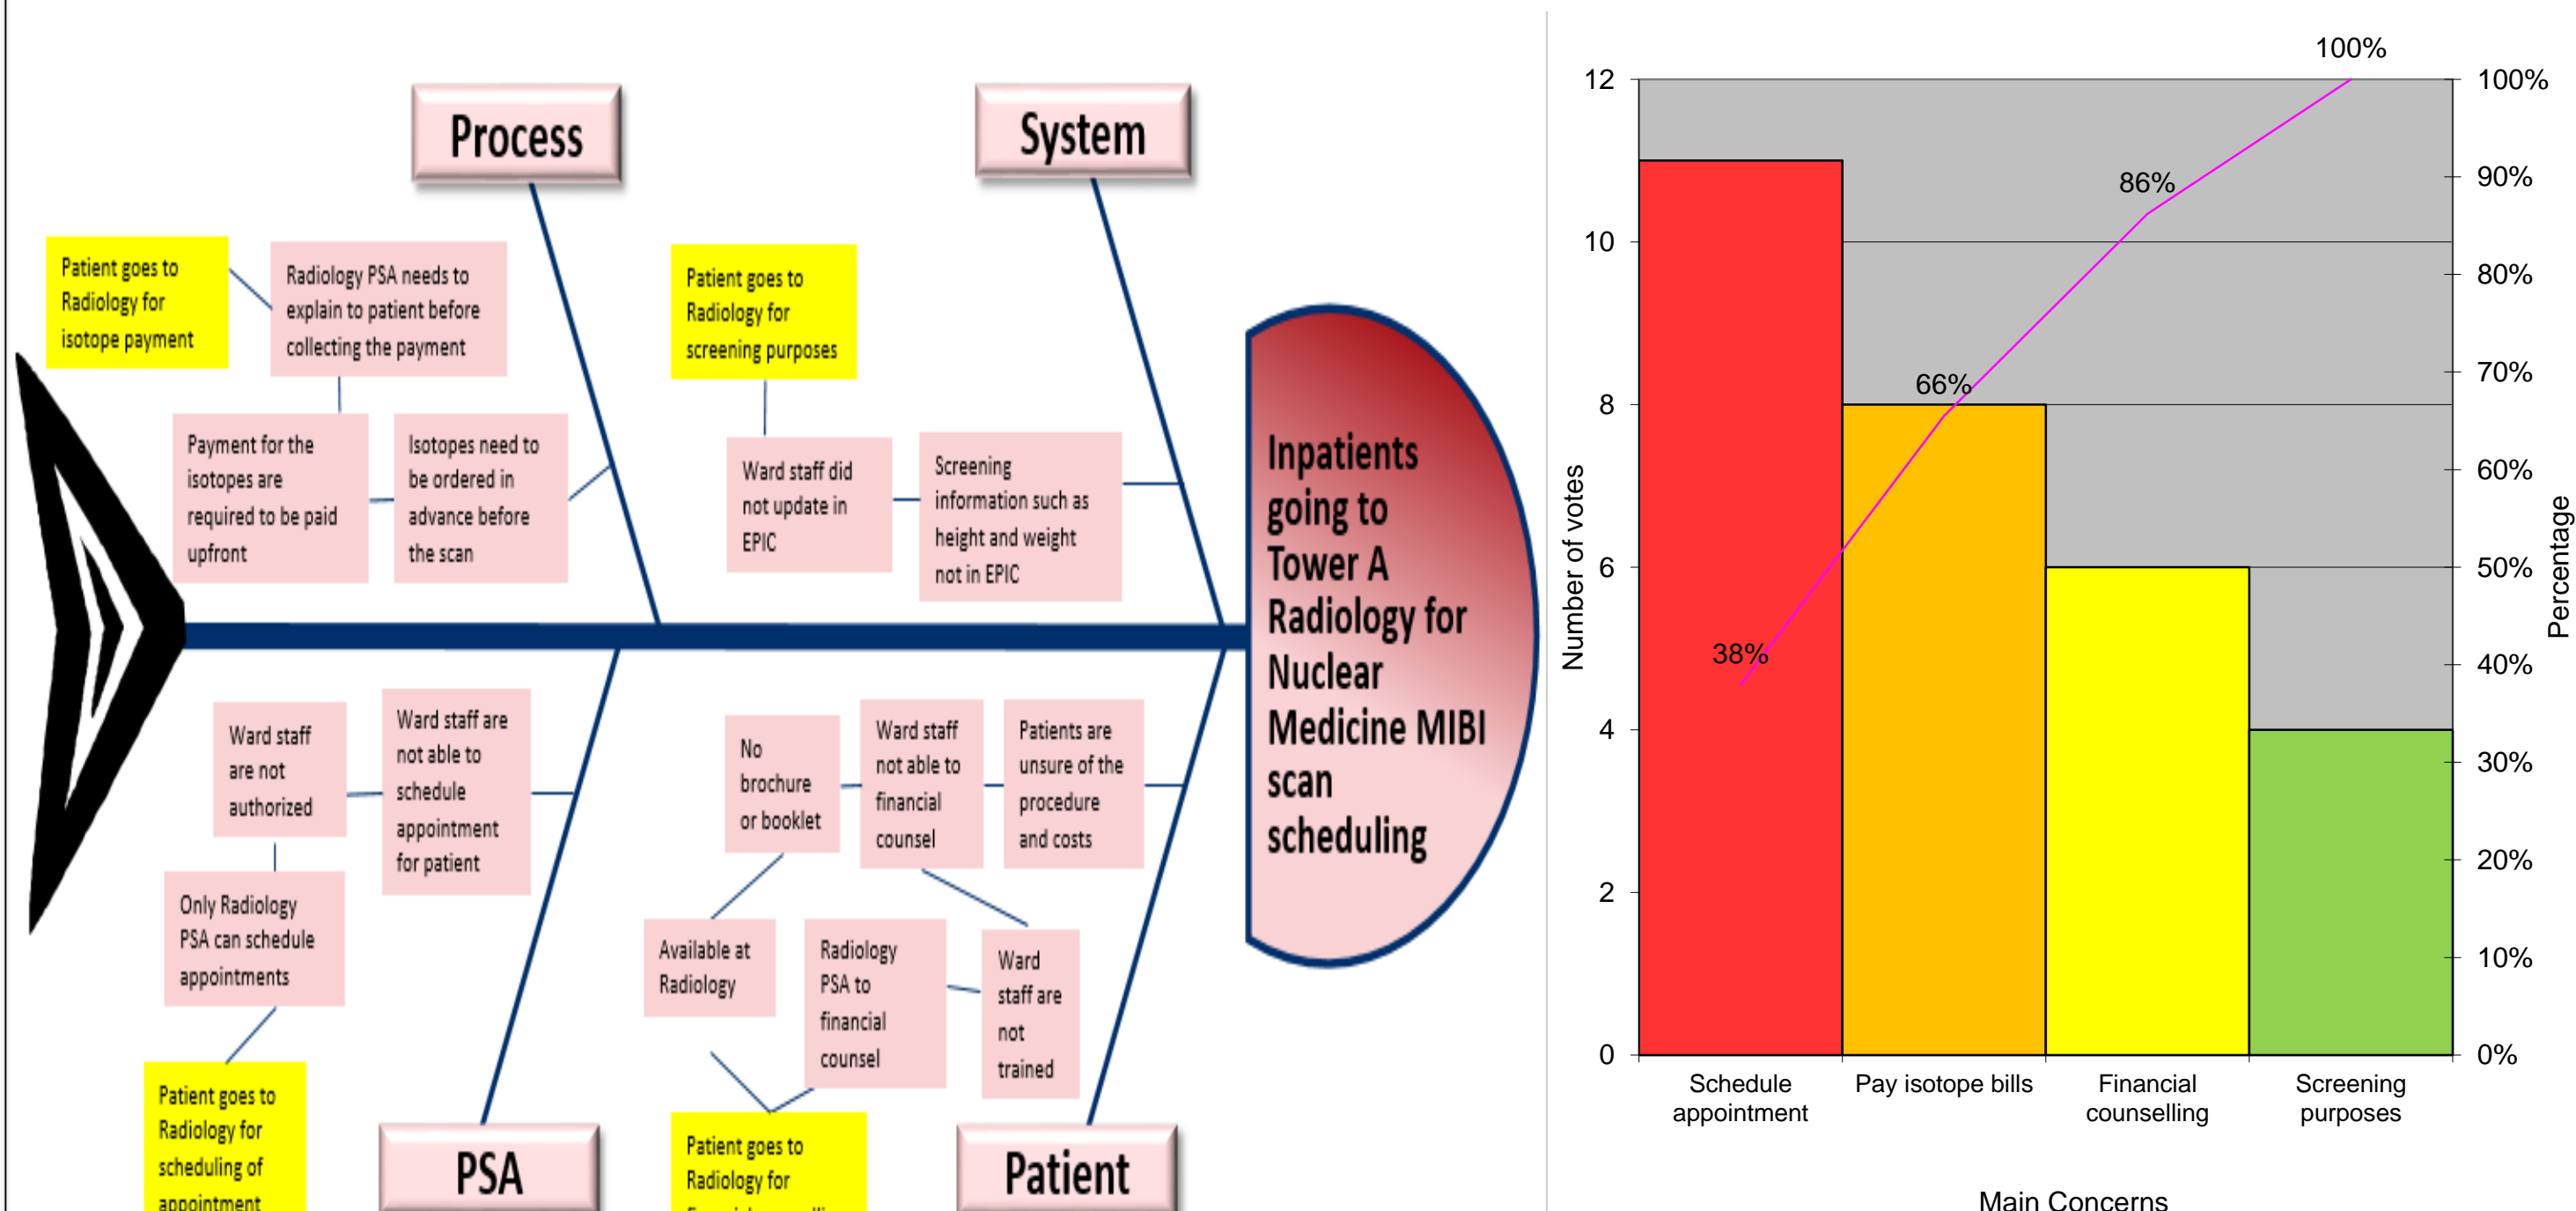 Process
System
Patient goes to
Radiology for
isotope payment
Radiology PSA needs to
explain to patient before
collecting the payment
Patient goes to
Radiology for
screening purposes
Payment for the
isotopes are
required to be paid
upfront
Isotopes need to
be ordered in
advance before
the scan
Ward staff did
not update in
EPIC
Screening
information such as
height and weight
not in EPIC
Inpatients
going to
Tower A
Radiology for
Nuclear
Medicine MIBI
scan
scheduling
Ward staff
are not
authorized
Ward staff are
not able to
schedule
appointment
for patient
No
brochure
or booklet
Ward staff
not able to
financial
counsel
Patients are
unsure of the
procedure
and costs
Only Radiology
PSA can schedule
appointments
Available at
Radiology
Radiology
PSA to
financial
counsel
Ward
staff are
not
trained
Patient goes to
Radiology for
scheduling of
appointment
PSA
Patient goes to
Radiology for
Patient
Number of votes
12
10
8
6
4
2
0
38%
66%
86%
100%
100%
90%
80%
70%
60%
50%
40%
30%
20%
10%
0%
Percentage
Schedule
appointment
Pay isotope bills
Financial
counselling
Screening
purposes
Main Concerns